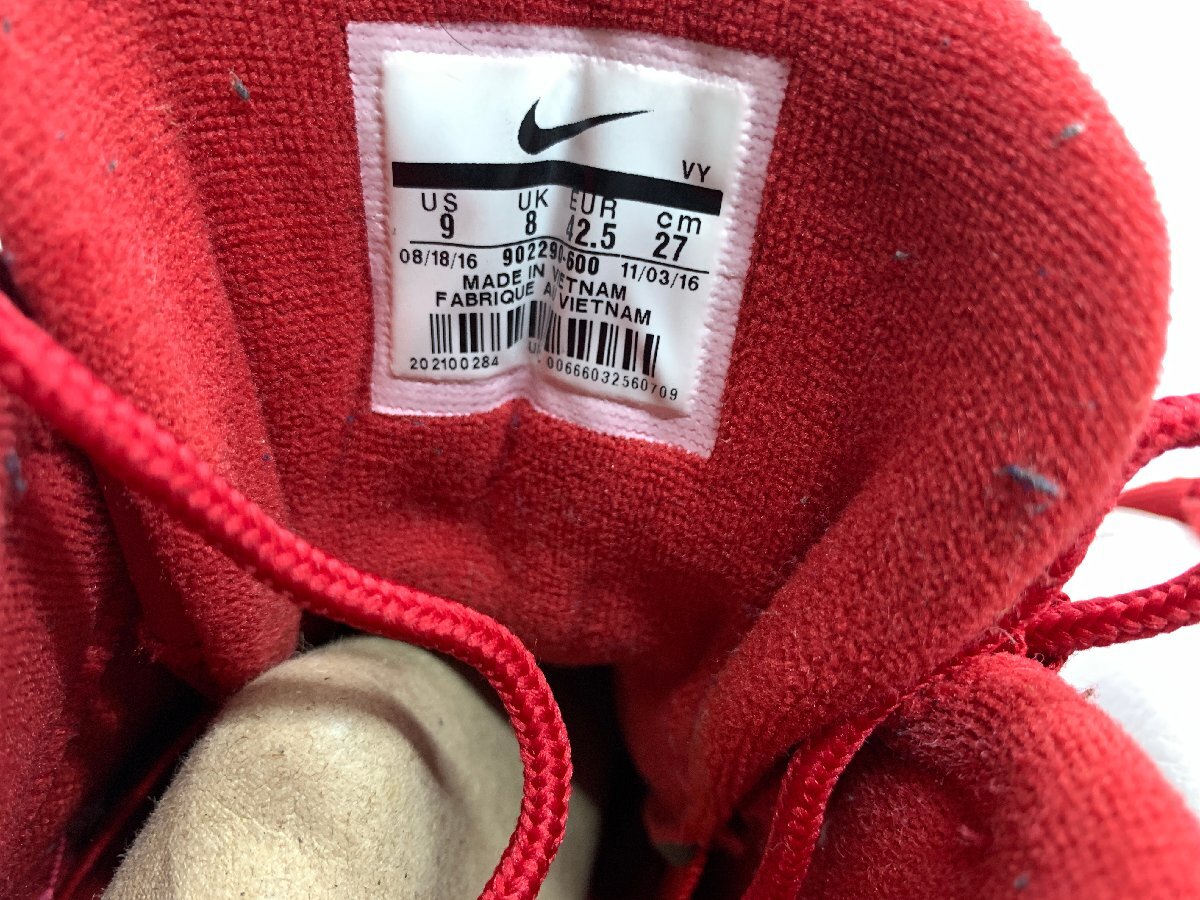 VY
US UK EUR cm
9 8 42.5 27
08/18/16 902290-600 11/03/16
MADE IN VIETNAM
FABRIQUE AU VIETNAM
202100284 00666032560709